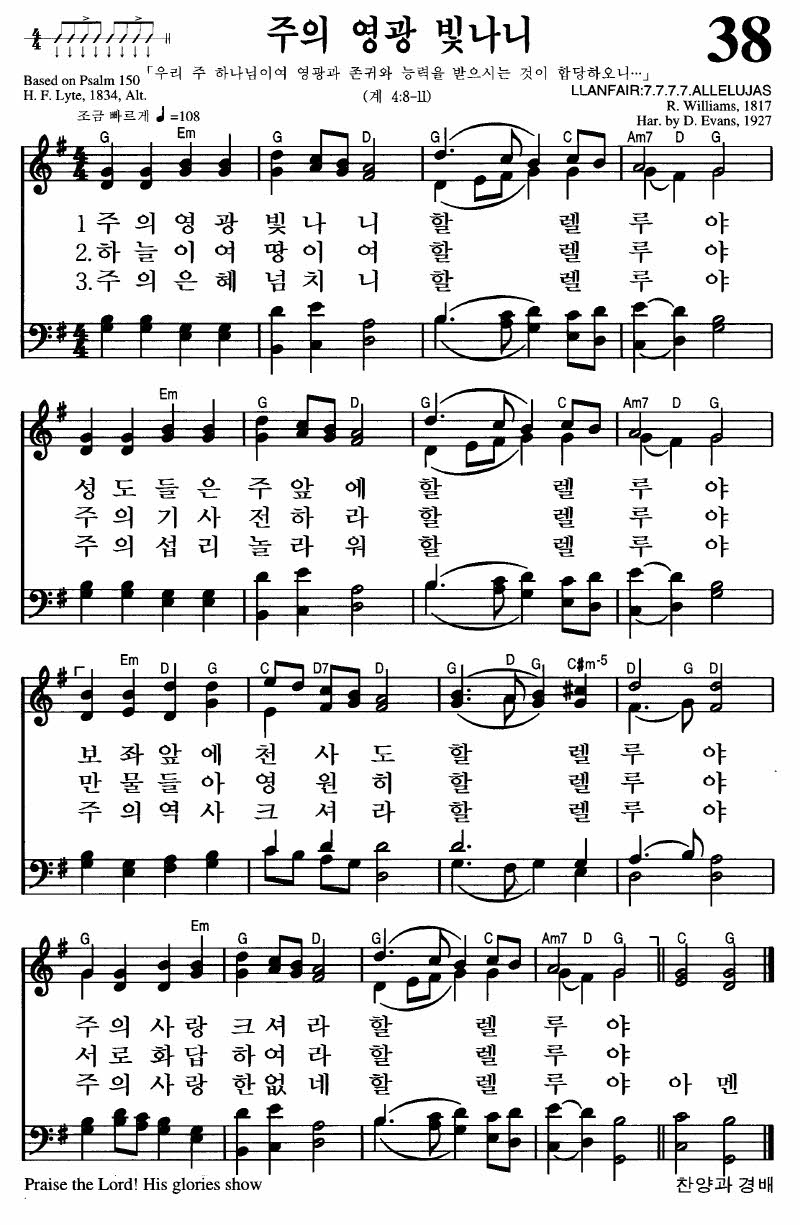 주의 영광 빛나니
38
「우리 주 하나님이여 영광과 존귀와 능력을 받으시는 것이 합당하오니…」
(계 4:8-11)
Based on Psalm 150
H. F. Lyte, 1834, Alt.
LLANFAIR:7.7.7.7.ALLELUJAS
R. Williams, 1817
Har. by D. Evans, 1927
조금 빠르게 ♩=108
G Em G D G C Am7 D G
1 주의영광 빛나니 할 렐루 야
2.하늘이여 땅이여 할 렐루 야
3.주의은혜 넘치니 할 렐루 야
Em G D G C Am7 D G
성도들은 주앞에 할 렐루 야
주의기사 전하라 할 렐루 야
주의섭리 놀라워 할 렐루 야
Em D G C D7 D G D G C#m-5 D G D
보좌앞에 천사도 할 렐루 야
만물들아 영원히 할 렐루 야
주의역사 크셔라 할 렐루 야
G Em G D G C Am7 D G C G
주의사랑 크셔라 할 렐루 야
서로화답 하여라 할 렐루 야
주의사랑 한없네 할 렐루 야 아멘
Praise the Lord! His glories show
찬양과 경배